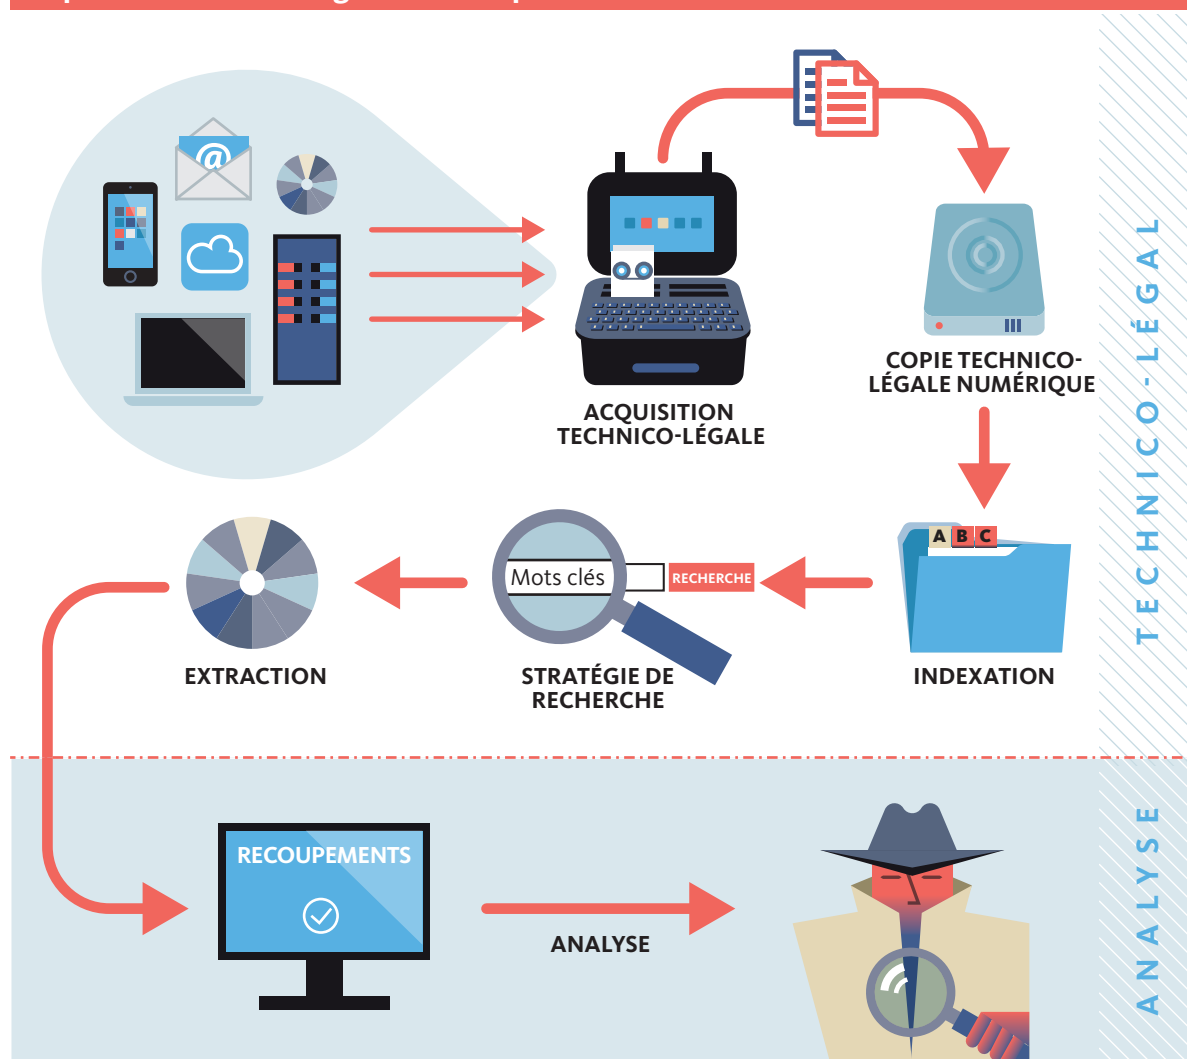 @
ACQUISITION
TECHNICO-LÉGALE
COPIE TECHNICO-
LÉGALE NUMÉRIQUE
A B C
INDEXATION
Mots clés
RECHERCHE
STRATÉGIE DE
RECHERCHE
EXTRACTION
TECHNICO-LÉGAL
RECOUPEMENTS
ANALYSE
ANALYSE